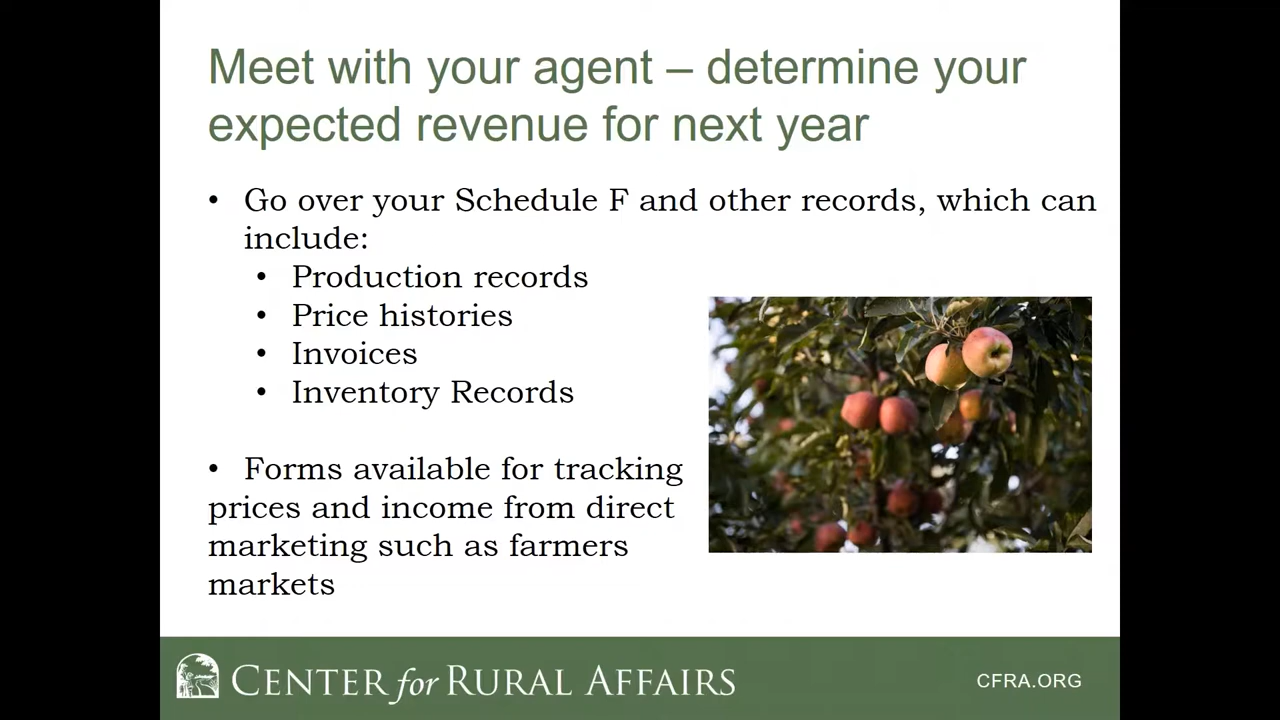 Meet with your agent – determine your
expected revenue for next year
• Go over your Schedule F and other records, which can
include:
• Production records
• Price histories
• Invoices
• Inventory Records
• Forms available for tracking
prices and income from direct
marketing such as farmers
markets
CENTER for RURAL AFFAIRS
CFRA.ORG